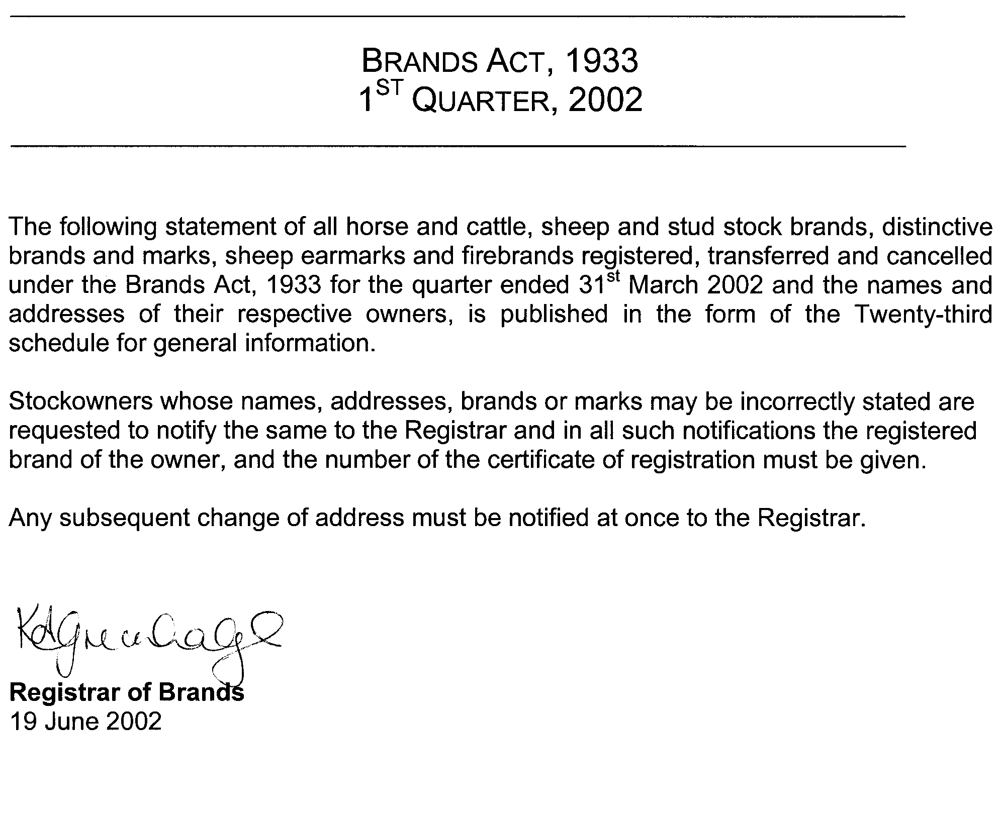 BRANDS ACT, 1933
1ST QUARTER, 2002
The following statement of all horse and cattle, sheep and stud stock brands, distinctive
brands and marks, sheep earmarks and firebrands registered, transferred and cancelled
under the Brands Act, 1933 for the quarter ended 31st March 2002 and the names and
addresses of their respective owners, is published in the form of the Twenty-third
schedule for general information.
Stockowners whose names, addresses, brands or marks may be incorrectly stated are
requested to notify the same to the Registrar and in all such notifications the registered
brand of the owner, and the number of the certificate of registration must be given.
Any subsequent change of address must be notified at once to the Registrar.
Registrar of Brands
19 June 2002